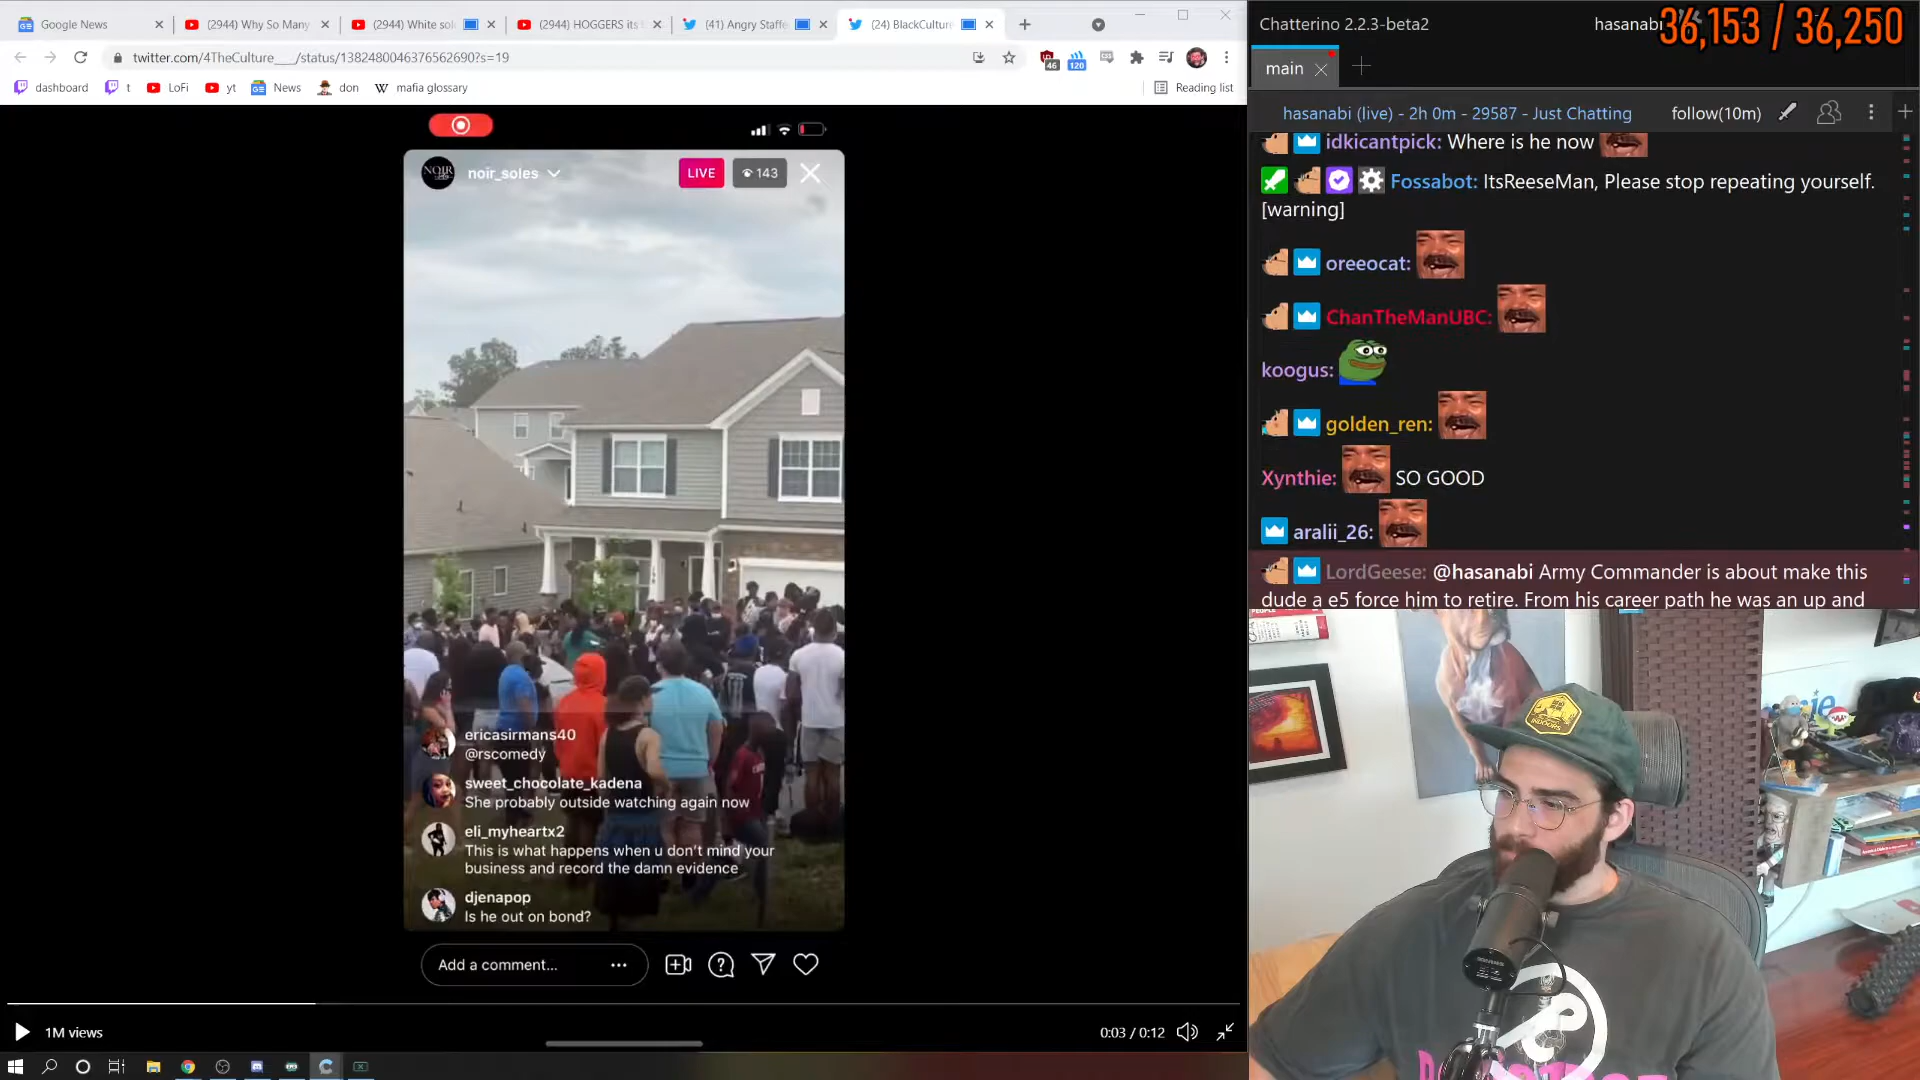 Google News
(2944) Why So Many
(2944) White sol
(2944) HOGGERS its
(41) Angry Staffe
(24) BlackCulture
twitter.com/4TheCulture___/status/1382480046376562690?s=19
46
120
dashboard
t
LoFi
yt
News
don
mafia glossary
Reading list
NOIR
noir_soles
LIVE
143
ericasirmans40
@rscomedy
sweet_chocolate_kadena
She probably outside watching again now
eli_myheartx2
This is what happens when u don't mind your
business and record the damn evidence
djenapop
Is he out on bond?
Add a comment...
1M views
0:03 / 0:12
Chatterino 2.2.3-beta2
hasanabi
36,153 / 36,250
main
hasanabi (live) - 2h 0m - 29587 - Just Chatting
follow(10m)
idkicantpick: Where is he now
Fossabot: ItsReeseMan, Please stop repeating yourself.
[warning]
oreeocat:
ChanTheManUBC:
koogus:
golden_ren:
Xynthie: SO GOOD
aralii_26:
LordGeese: @hasanabi Army Commander is about make this
dude a e5 force him to retire. From his career path he was an up and
INDOORS